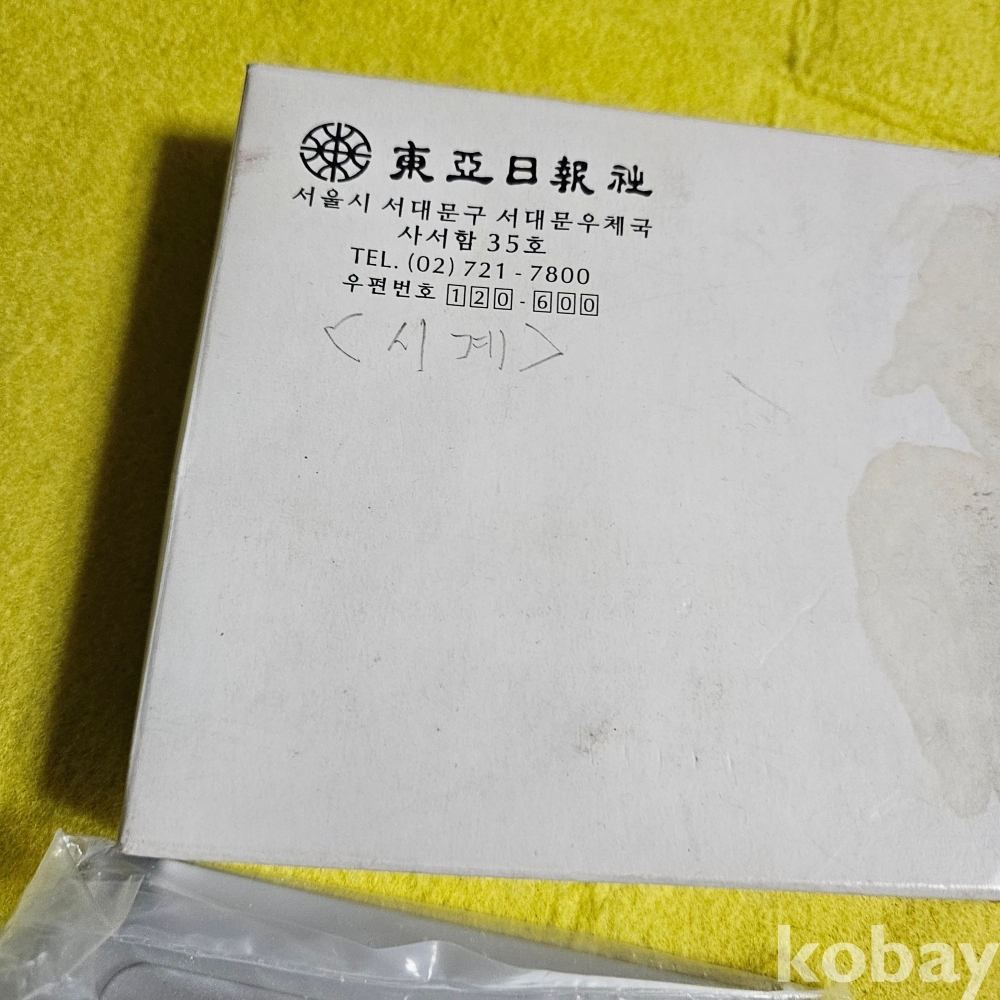 東亞日報社
서울시 서대문구 서대문우체국
사서함 35호
TEL. (02) 721 - 7800
우편번호 120-600
<시계>
kobay